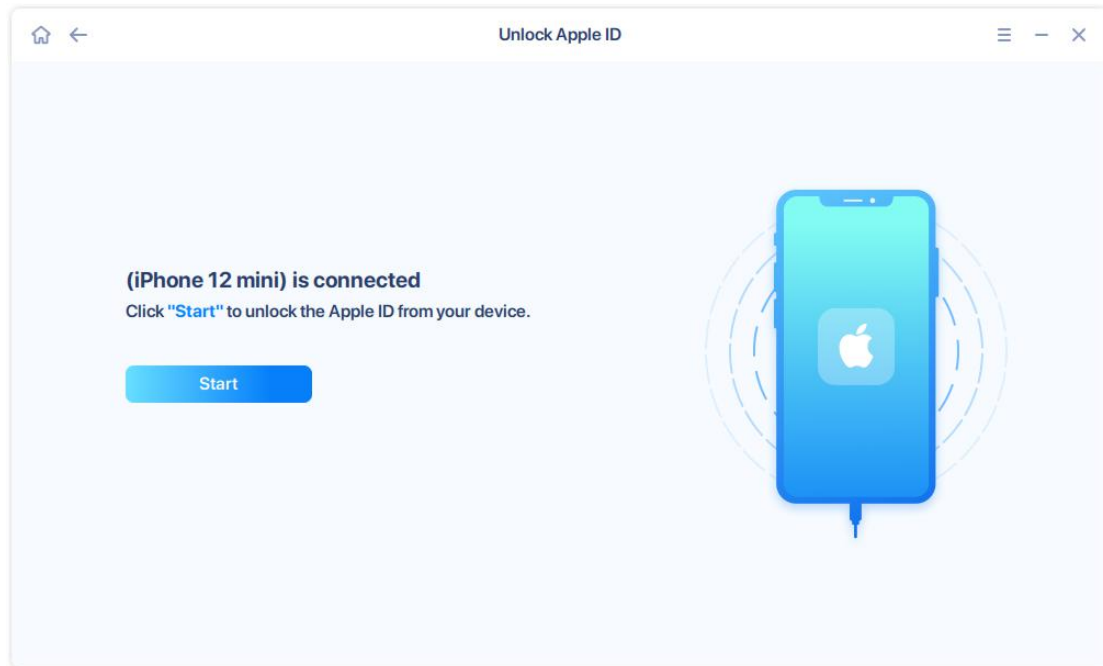 Unlock Apple ID
(iPhone 12 mini) is connected
Click "Start" to unlock the Apple ID from your device.
Start